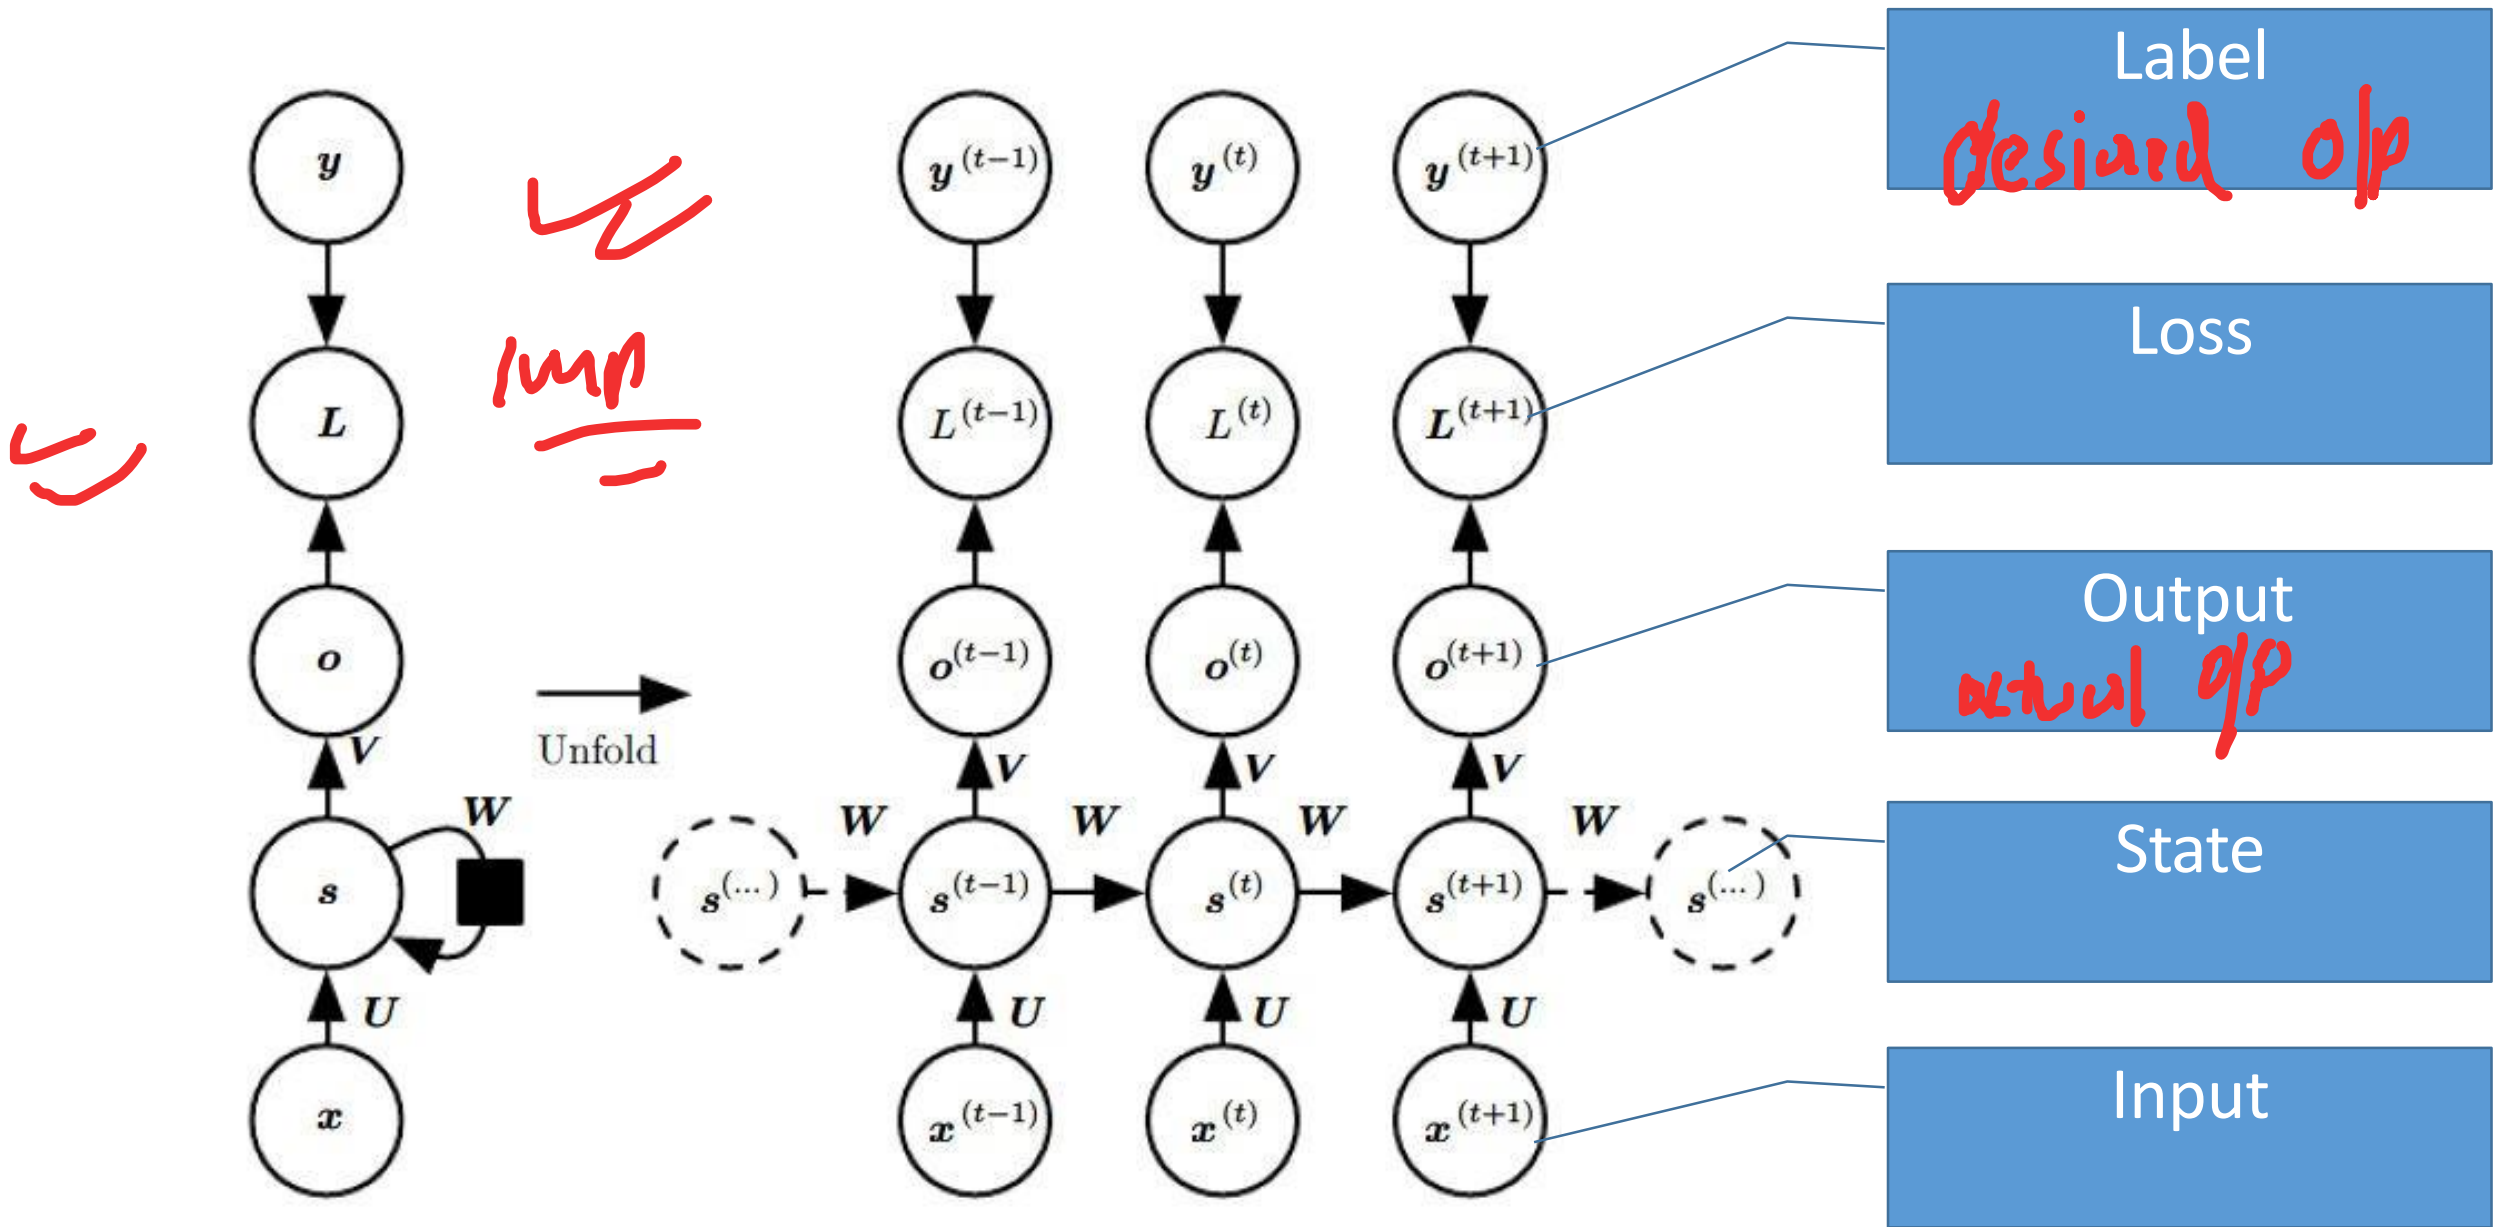 Label
desired o/p
y
y^(t−1)
y^(t)
y^(t+1)
Imp
Loss
L
L^(t−1)
L^(t)
L^(t+1)
Output
actual o/p
o
o^(t−1)
o^(t)
o^(t+1)
Unfold
V
V
V
V
W
W
W
W
W
State
s
s^(...)
s^(t−1)
s^(t)
s^(t+1)
s^(...)
U
U
U
U
Input
x
x^(t−1)
x^(t)
x^(t+1)